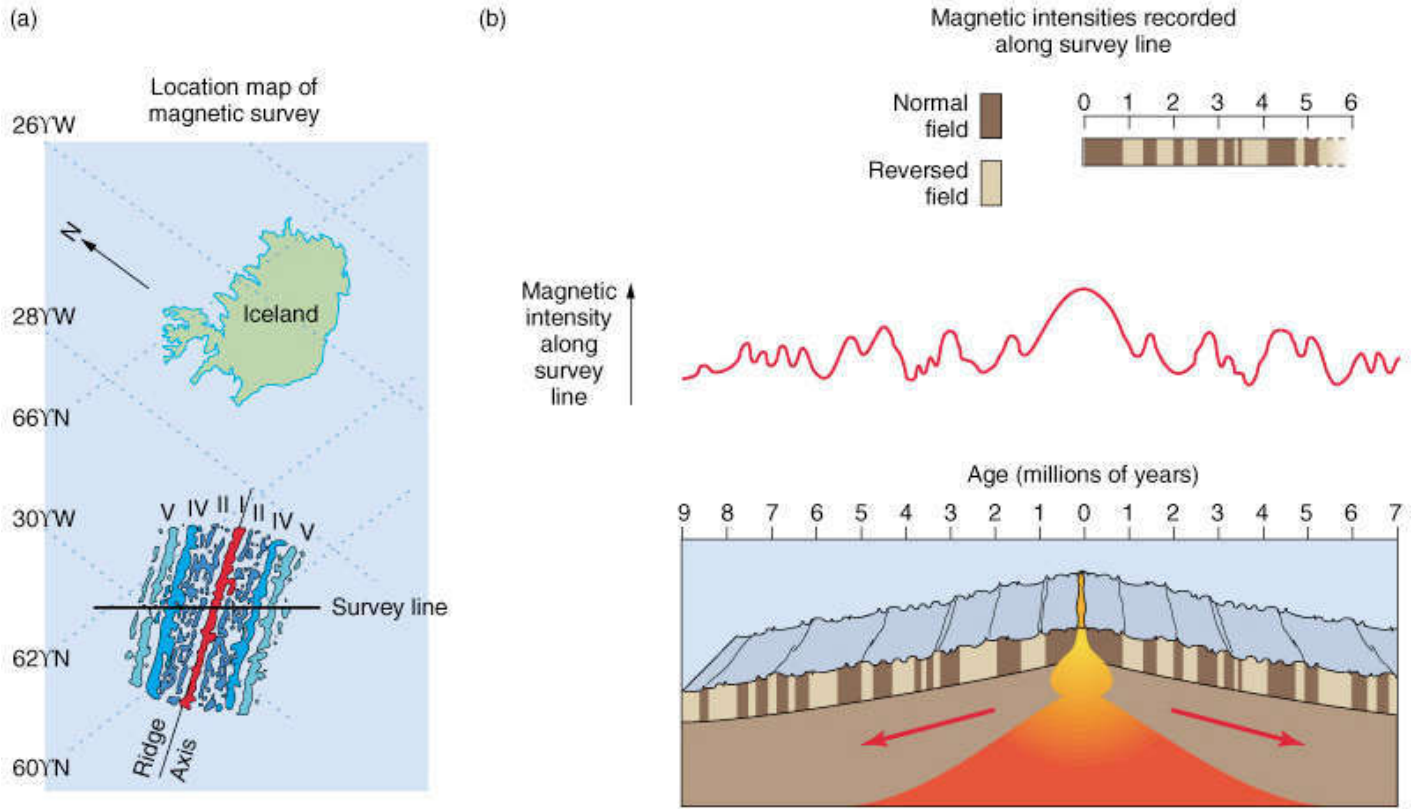 (a)
Location map of
magnetic survey
26ϒW
N
Iceland
28ϒW
66ϒN
30ϒW
V IV II I II IV V
Survey line
62ϒN
Ridge
Axis
60ϒN
(b)
Magnetic intensities recorded
along survey line
Normal
field
Reversed
field
0 1 2 3 4 5 6
Magnetic
intensity
along
survey
line
Age (millions of years)
9 8 7 6 5 4 3 2 1 0 1 2 3 4 5 6 7